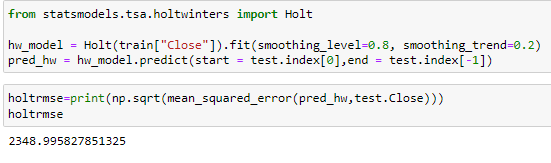 from statsmodels.tsa.holtwinters import Holt
hw_model = Holt(train["Close"]).fit(smoothing_level=0.8, smoothing_trend=0.2)
pred_hw = hw_model.predict(start = test.index[0],end = test.index[-1])
holtrmse=print(np.sqrt(mean_squared_error(pred_hw,test.Close)))
holtrmse
2348.995827851325